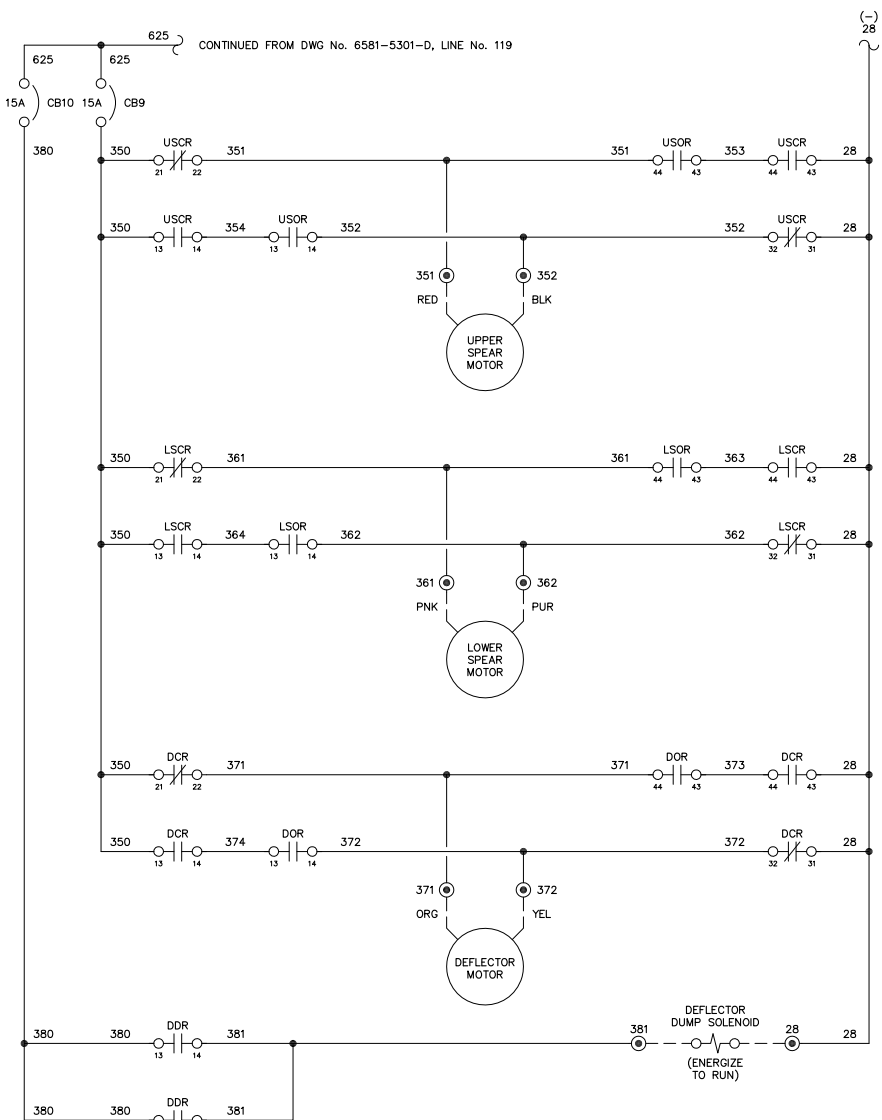 (–)
28
625 CONTINUED FROM DWG No. 6581–5301–D, LINE No. 119
625 625
15A CB10 15A CB9
USCR USOR USCR
380 350 351 351 353 28
21 22 44 43 44 43
USCR USOR USCR
350 354 352 352 28
13 14 13 14 32 31
351 352
RED BLK
UPPER
SPEAR
MOTOR
LSCR LSOR LSCR
350 361 361 363 28
21 22 44 43 44 43
LSCR LSOR LSCR
350 364 362 362 28
13 14 13 14 32 31
361 362
PNK PUR
LOWER
SPEAR
MOTOR
DCR DOR DCR
350 371 371 373 28
21 22 44 43 44 43
DCR DOR DCR
350 374 372 372 28
13 14 13 14 32 31
371 372
ORG YEL
DEFLECTOR
MOTOR
DEFLECTOR
DUMP SOLENOID
DDR
380 380 381 381 28 28
13 14
(ENERGIZE
TO RUN)
DDR
380 380 381